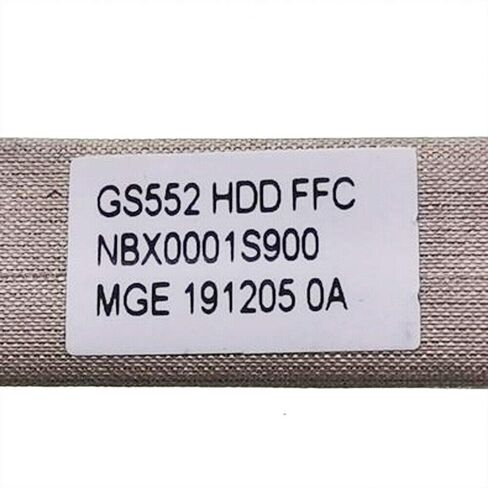 GS552 HDD FFC
NBX0001S900
MGE 191205 0A